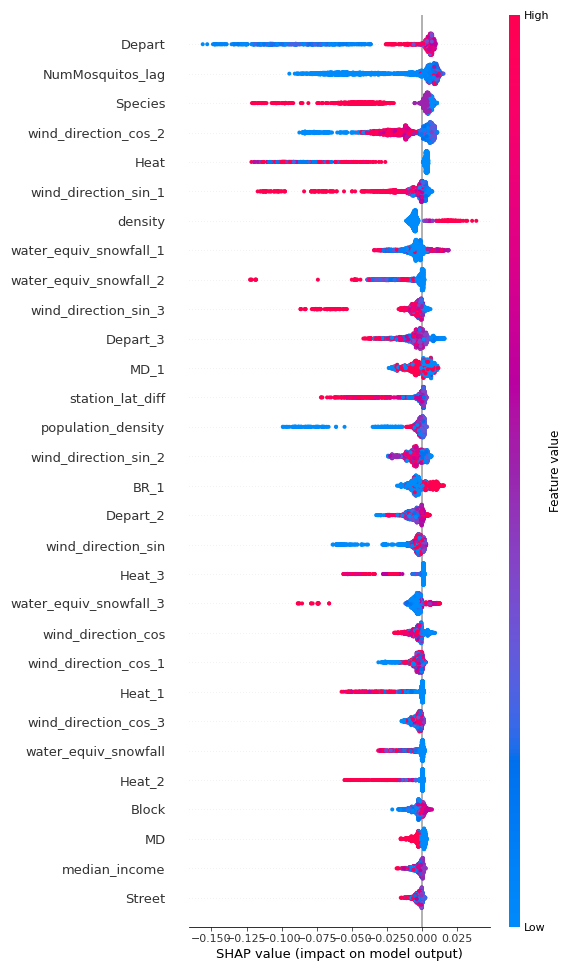 High
Depart
NumMosquitos_lag
Species
wind_direction_cos_2
Heat
wind_direction_sin_1
density
water_equiv_snowfall_1
water_equiv_snowfall_2
wind_direction_sin_3
Depart_3
MD_1
station_lat_diff
population_density
wind_direction_sin_2
BR_1
Depart_2
wind_direction_sin
Heat_3
water_equiv_snowfall_3
wind_direction_cos
wind_direction_cos_1
Heat_1
wind_direction_cos_3
water_equiv_snowfall
Heat_2
Block
MD
median_income
Street
Feature value
Low
−0.150 −0.125 −0.100 −0.075 −0.050 −0.025 0.000 0.025
SHAP value (impact on model output)